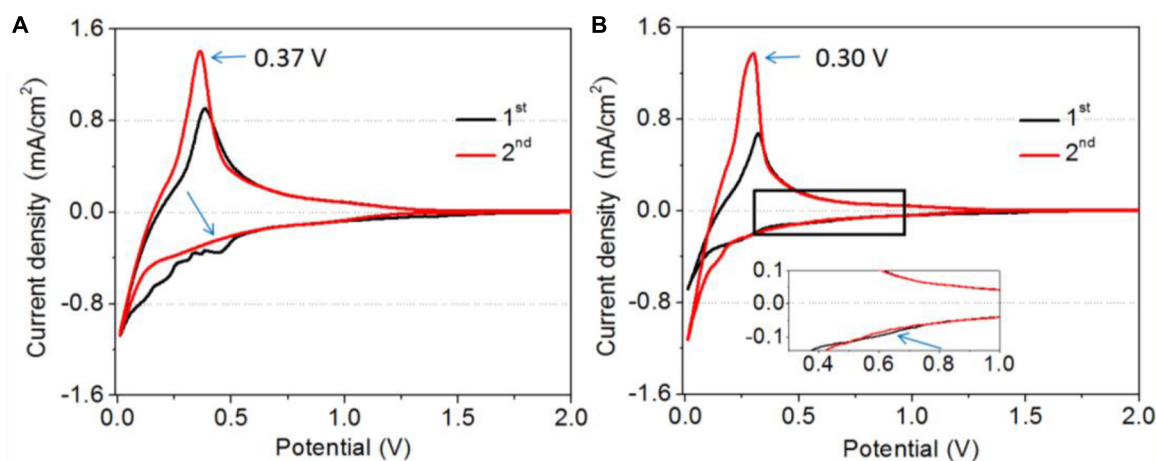 A
Current density (mA/cm²)
1.6
0.8
0.0
-0.8
-1.6
0.37 V
1st
2nd
0.0 0.5 1.0 1.5 2.0
Potential (V)
B
Current density (mA/cm²)
1.6
0.8
0.0
-0.8
-1.6
0.30 V
1st
2nd
0.1
0.0
-0.1
0.4 0.6 0.8 1.0
0.0 0.5 1.0 1.5 2.0
Potential (V)